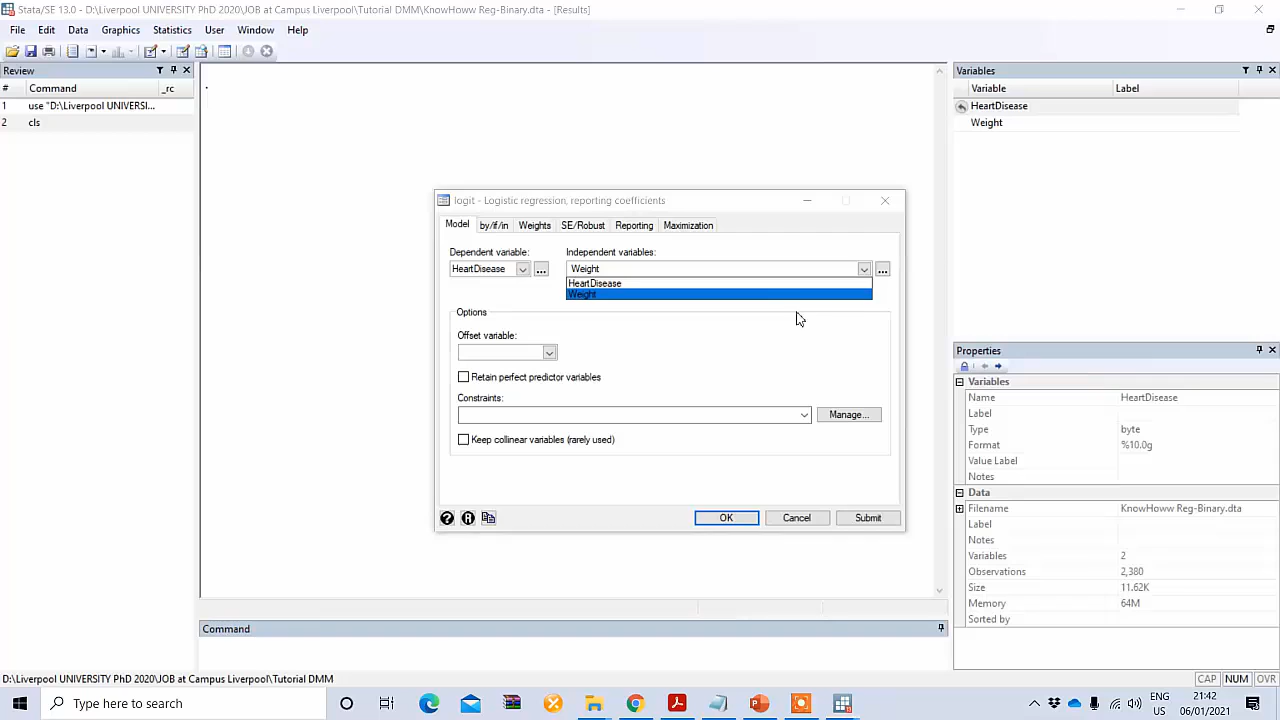 Stata/SE 13.0 - D:\Liverpool UNIVERSITY PhD 2020\JOB at Campus Liverpool\Tutorial DMM\KnowHoww Reg-Binary.dta - [Results]
File Edit Data Graphics Statistics User Window Help
Review
# Command _rc
1 use "D:\Liverpool UNIVERSI...
2 cls
.
logit - Logistic regression, reporting coefficients
Model by/if/in Weights SE/Robust Reporting Maximization
Dependent variable: Independent variables:
HeartDisease ... Weight ...
HeartDisease
Weight
Options
Offset variable:
Retain perfect predictor variables
Constraints:
Manage...
Keep collinear variables (rarely used)
OK Cancel Submit
Command
Variables
Variable Label
HeartDisease
Weight
Properties
Variables
Name HeartDisease
Label
Type byte
Format %10.0g
Value Label
Notes
Data
Filename KnowHoww Reg-Binary.dta
Label
Notes
Variables 2
Observations 2,380
Size 11.62K
Memory 64M
Sorted by
D:\Liverpool UNIVERSITY PhD 2020\JOB at Campus Liverpool\Tutorial DMM CAP NUM OVR
Type here to search
ENG 21:42
US 06/01/2021